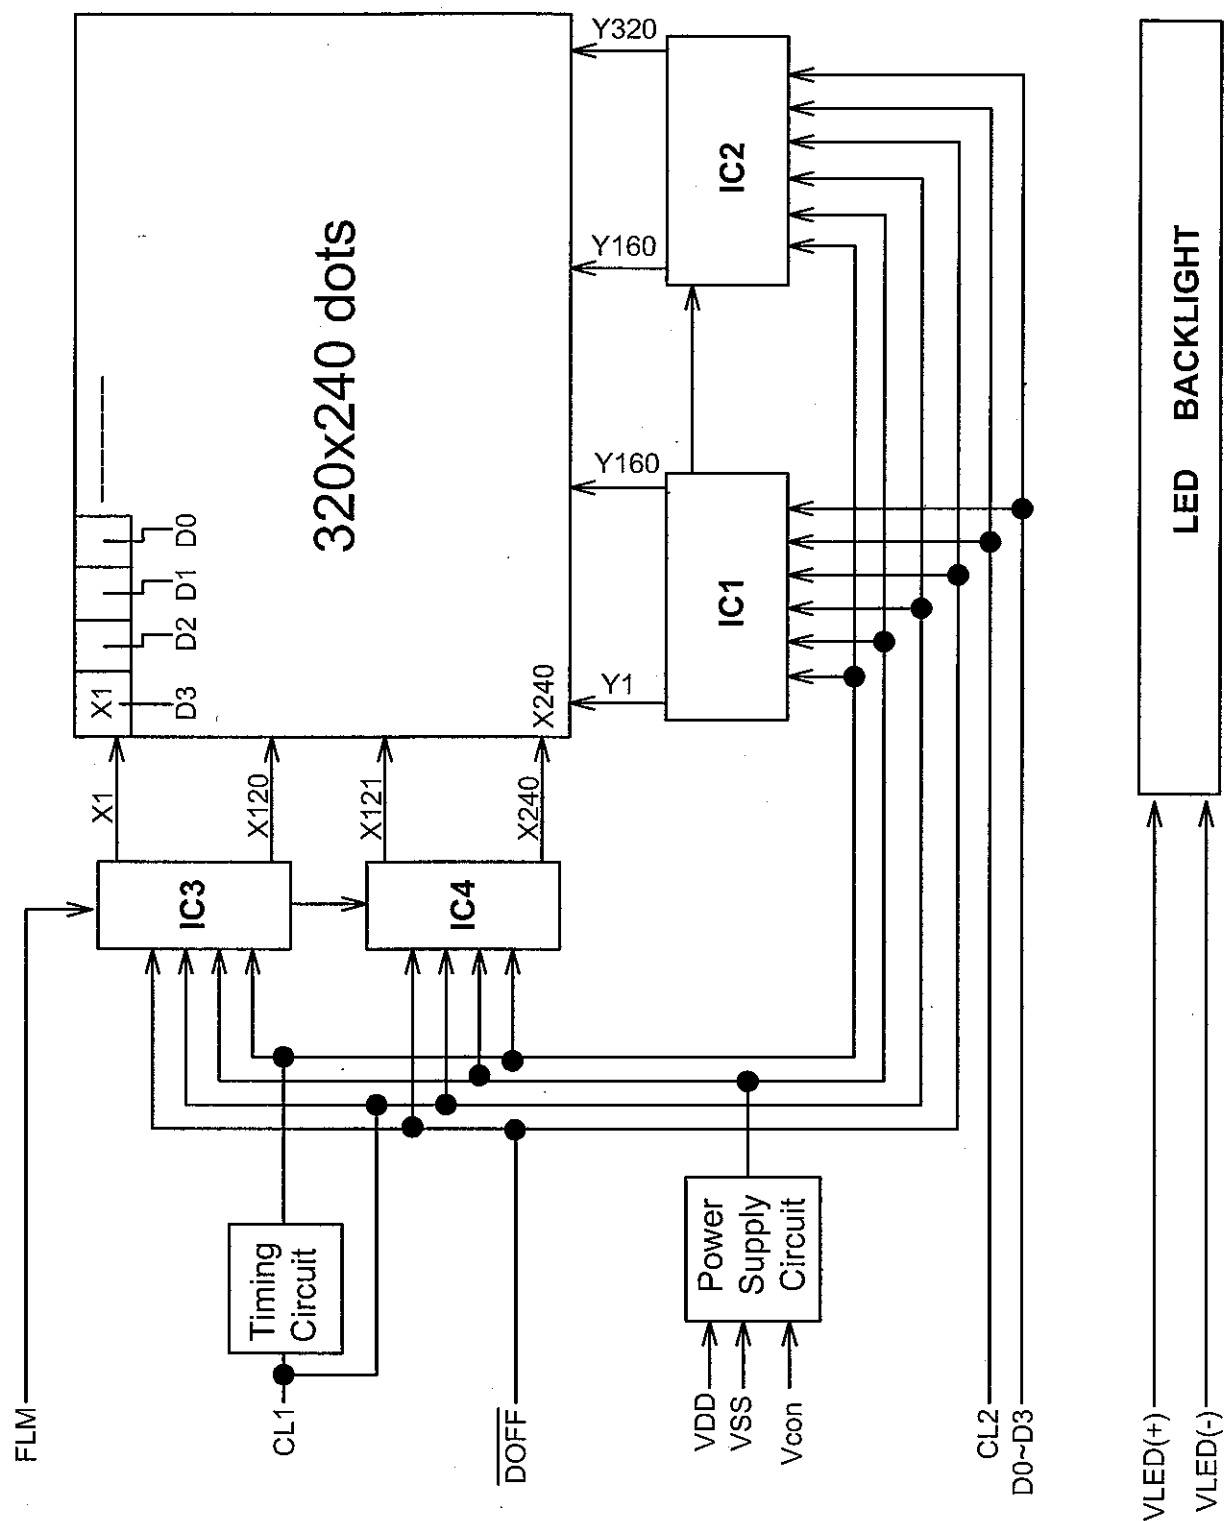 FLM
CL1
DOFF
VDD
VSS
Vcon
CL2
D0~D3
VLED(+)
VLED(-)
Timing
Circuit
Power
Supply
Circuit
IC3
IC4
X1
X120
X121
X240
X1
D3
D2
D1
D0
X240
320x240 dots
Y1
Y160
Y160
Y320
IC1
IC2
LED BACKLIGHT